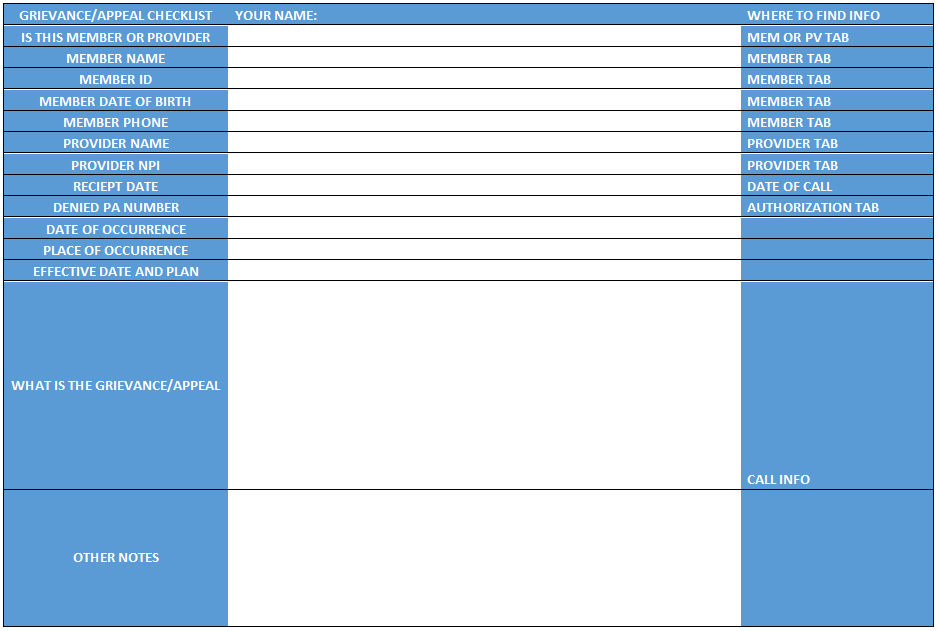 GRIEVANCE/APPEAL CHECKLIST YOUR NAME: WHERE TO FIND INFO
IS THIS MEMBER OR PROVIDER MEM OR PV TAB
MEMBER NAME MEMBER TAB
MEMBER ID MEMBER TAB
MEMBER DATE OF BIRTH MEMBER TAB
MEMBER PHONE MEMBER TAB
PROVIDER NAME PROVIDER TAB
PROVIDER NPI PROVIDER TAB
RECIEPT DATE DATE OF CALL
DENIED PA NUMBER AUTHORIZATION TAB
DATE OF OCCURRENCE
PLACE OF OCCURRENCE
EFFECTIVE DATE AND PLAN
WHAT IS THE GRIEVANCE/APPEAL
CALL INFO
OTHER NOTES